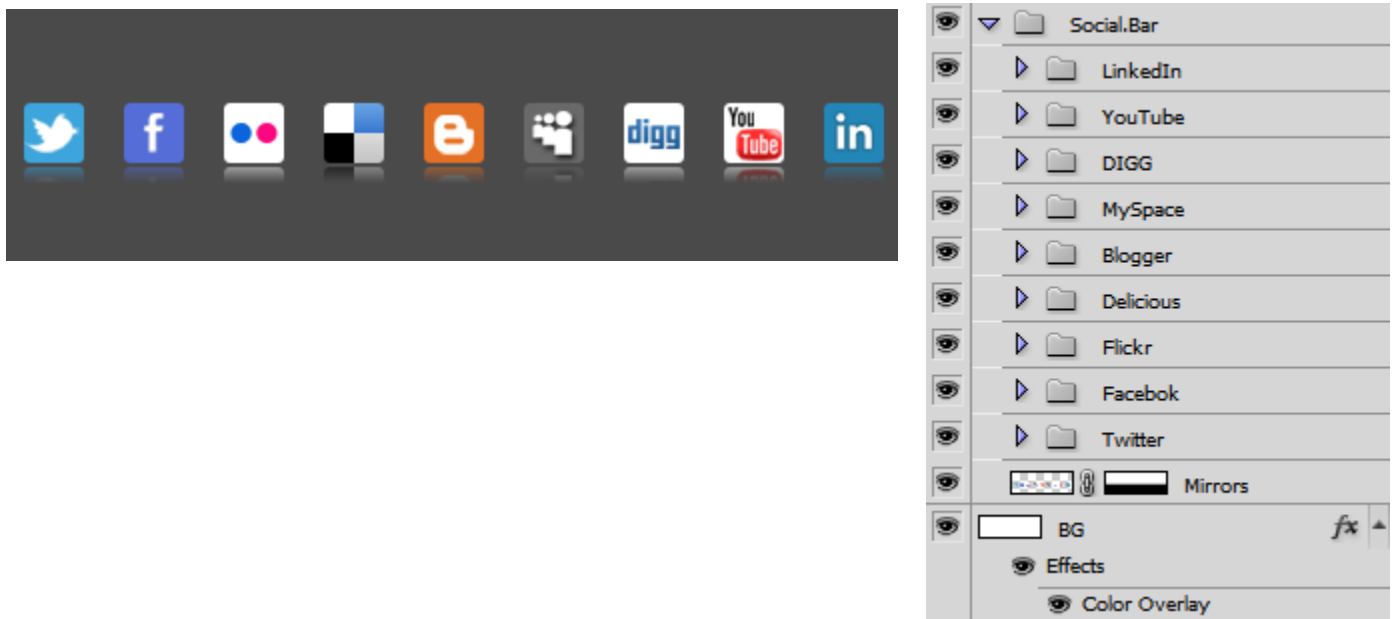 f
B
digg
You
Tube
in
Social.Bar
LinkedIn
YouTube
DIGG
MySpace
Blogger
Delicious
Flickr
Facebok
Twitter
Mirrors
BG
fx
Effects
Color Overlay